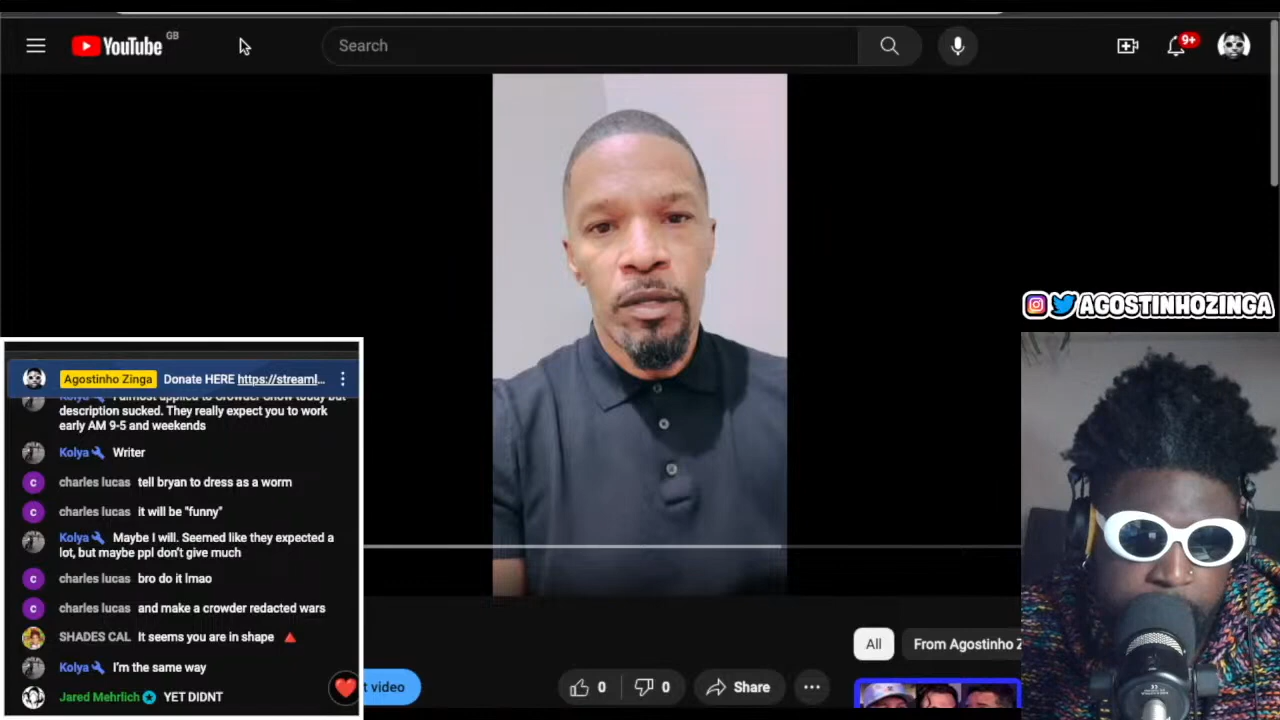 YouTube GB
Search
9+
AGOSTINHOZINGA
Agostinho Zinga Donate HERE https://streaml...
description sucked. They really expect you to work
early AM 9-5 and weekends
Kolya Writer
charles lucas tell bryan to dress as a worm
charles lucas it will be "funny"
Kolya Maybe I will. Seemed like they expected a
lot, but maybe ppl don't give much
charles lucas bro do it lmao
charles lucas and make a crowder redacted wars
SHADES CAL It seems you are in shape
Kolya I'm the same way
Jared Mehrlich YET DIDNT
t video
0
0
Share
All
From Agostinho Z